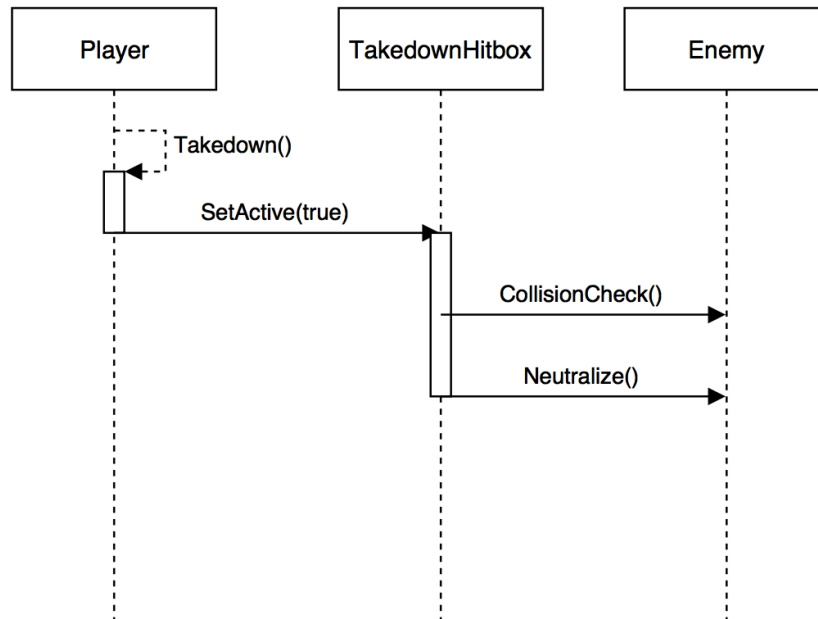 Player
TakedownHitbox
Enemy
Takedown()
SetActive(true)
CollisionCheck()
Neutralize()